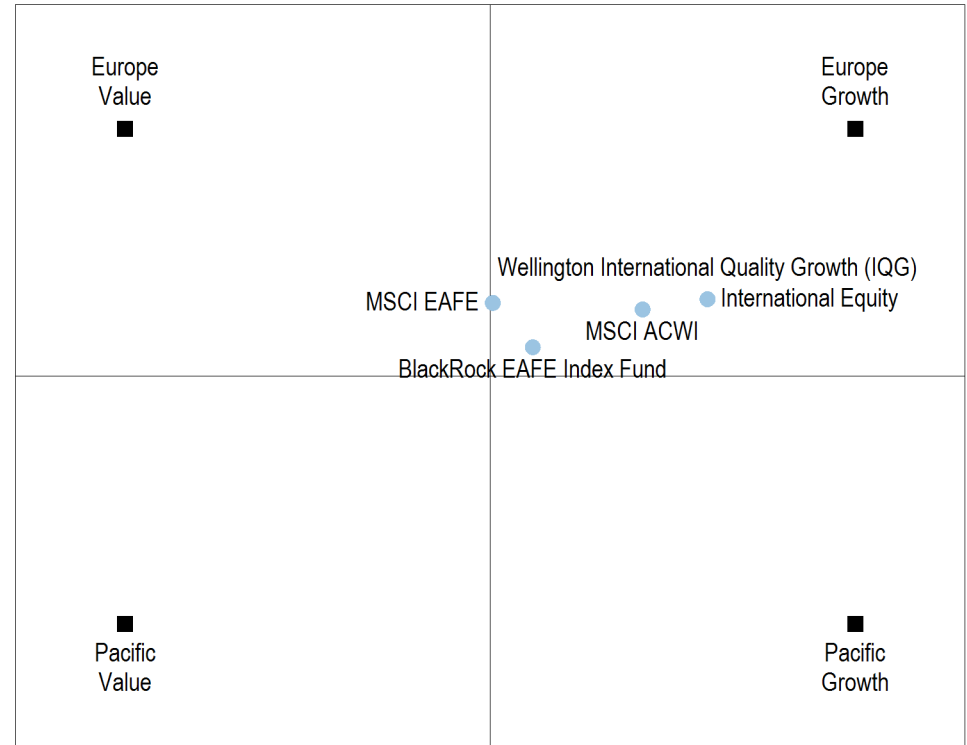 Europe
Value
Europe
Growth
Wellington International Quality Growth (IQG)
MSCI EAFE
International Equity
MSCI ACWI
BlackRock EAFE Index Fund
Pacific
Value
Pacific
Growth